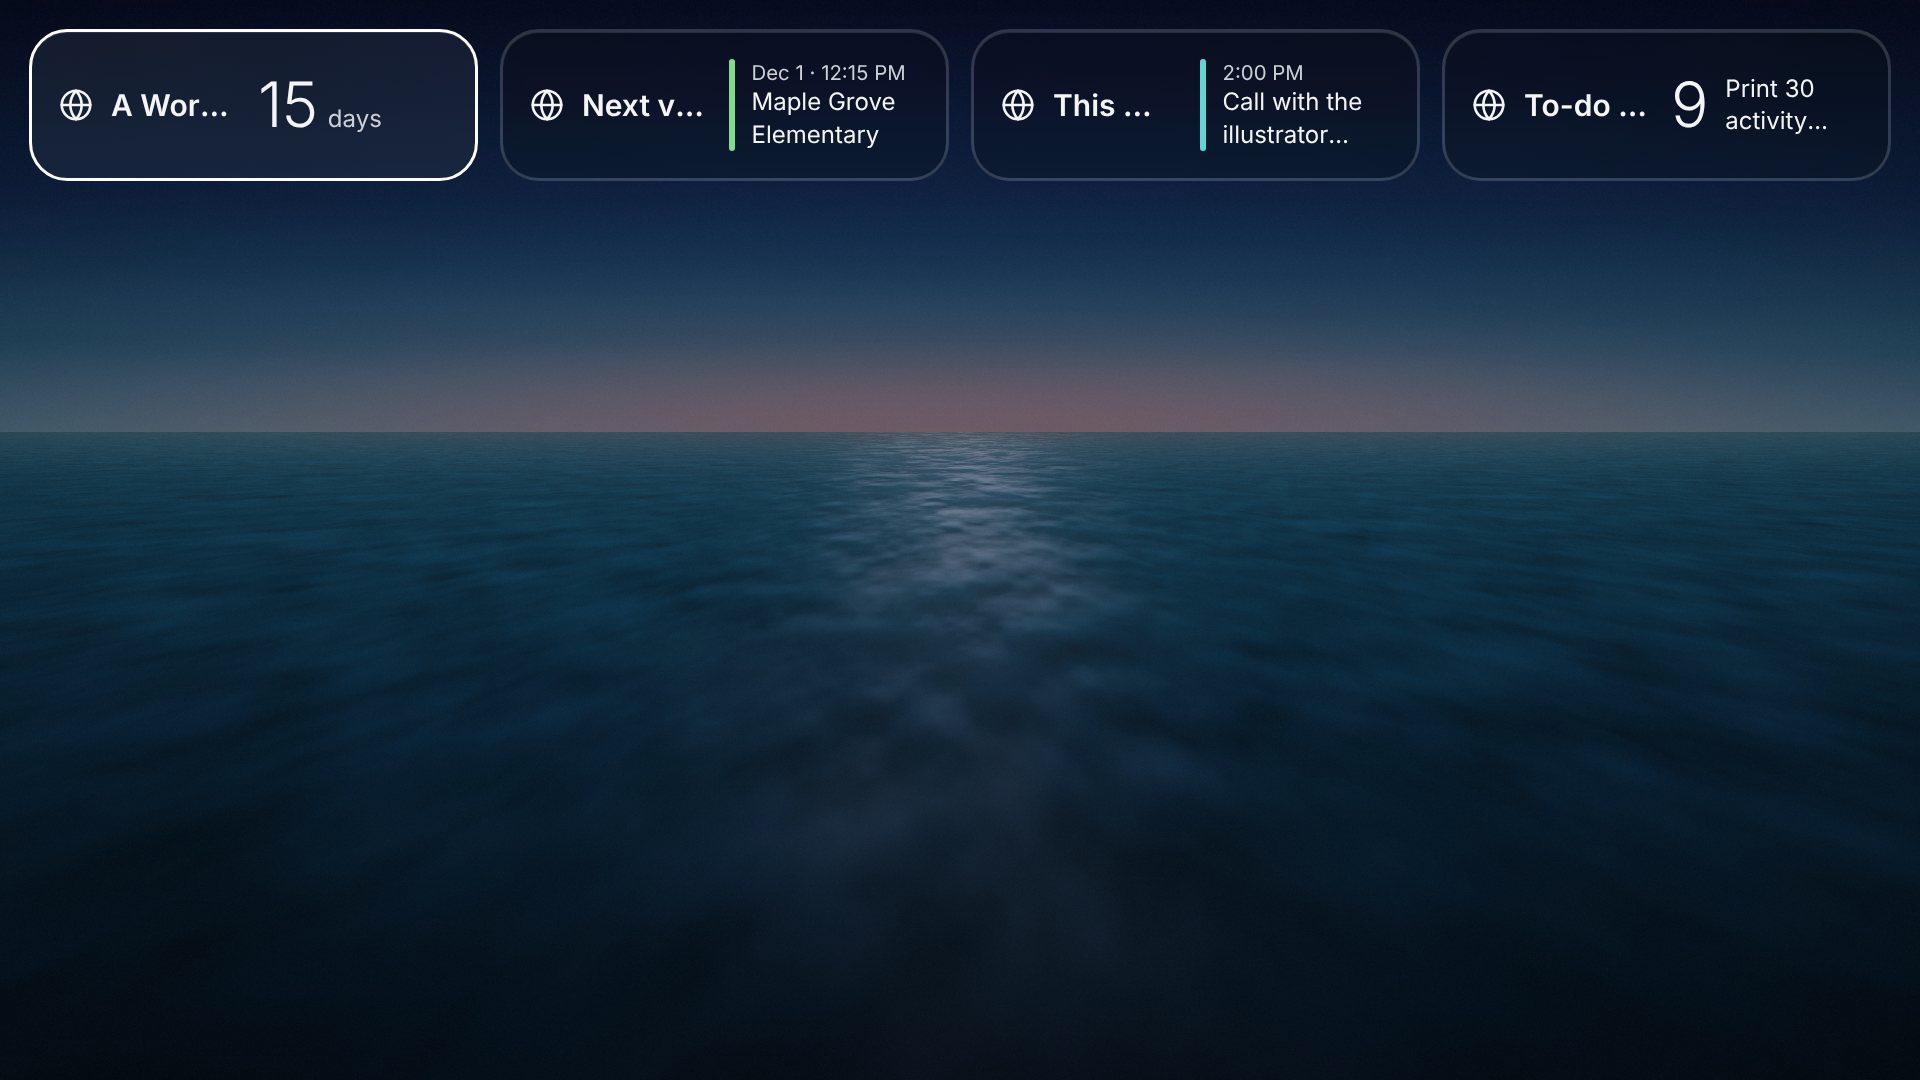 A Wor...
15 days
Next v...
Dec 1 · 12:15 PM
Maple Grove
Elementary
This ...
2:00 PM
Call with the
illustrator...
To-do ...
9
Print 30
activity...